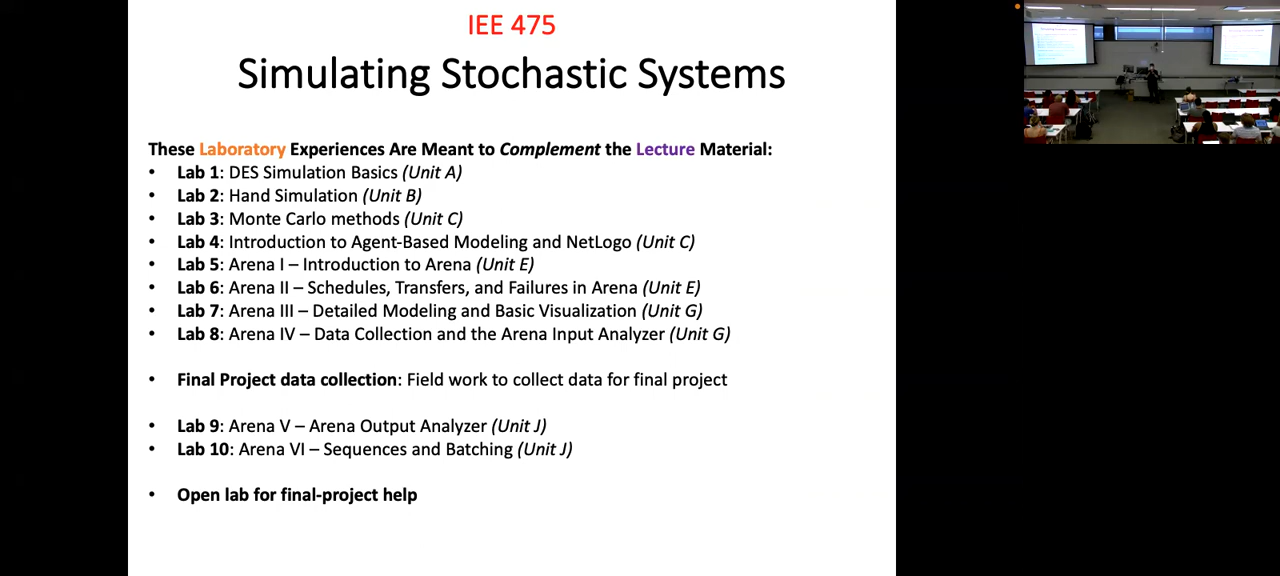 IEE 475
Simulating Stochastic Systems
These Laboratory Experiences Are Meant to Complement the Lecture Material:
• Lab 1: DES Simulation Basics (Unit A)
• Lab 2: Hand Simulation (Unit B)
• Lab 3: Monte Carlo methods (Unit C)
• Lab 4: Introduction to Agent-Based Modeling and NetLogo (Unit C)
• Lab 5: Arena I – Introduction to Arena (Unit E)
• Lab 6: Arena II – Schedules, Transfers, and Failures in Arena (Unit E)
• Lab 7: Arena III – Detailed Modeling and Basic Visualization (Unit G)
• Lab 8: Arena IV – Data Collection and the Arena Input Analyzer (Unit G)
• Final Project data collection: Field work to collect data for final project
• Lab 9: Arena V – Arena Output Analyzer (Unit J)
• Lab 10: Arena VI – Sequences and Batching (Unit J)
• Open lab for final-project help